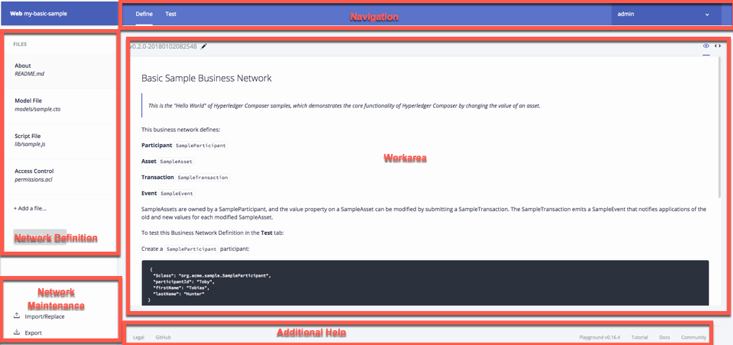 Web my-basic-sample
Define Test
Navigation
admin
FILES
About
README.md
Model File
models/sample.cto
Script File
lib/sample.js
Access Control
permissions.acl
+ Add a file...
Network Definition
Network
Maintenance
Import/Replace
Export
v0.2.0-20180102082548
Basic Sample Business Network
This is the "Hello World" of Hyperledger Composer samples, which demonstrates the core functionality of Hyperledger Composer by changing the value of an asset.
This business network defines:
Workarea
Participant SampleParticipant
Asset SampleAsset
Transaction SampleTransaction
Event SampleEvent
SampleAssets are owned by a SampleParticipant, and the value property on a SampleAsset can be modified by submitting a SampleTransaction. The SampleTransaction emits a SampleEvent that notifies applications of the
old and new values for each modified SampleAsset.
To test this Business Network Definition in the Test tab:
Create a SampleParticipant participant:
{
"$class": "org.acme.sample.SampleParticipant",
"participantId": "Toby",
"firstName": "Tobias",
"lastName": "Hunter"
}
Additional Help
Legal GitHub
Playground v0.16.4 Tutorial Docs Community